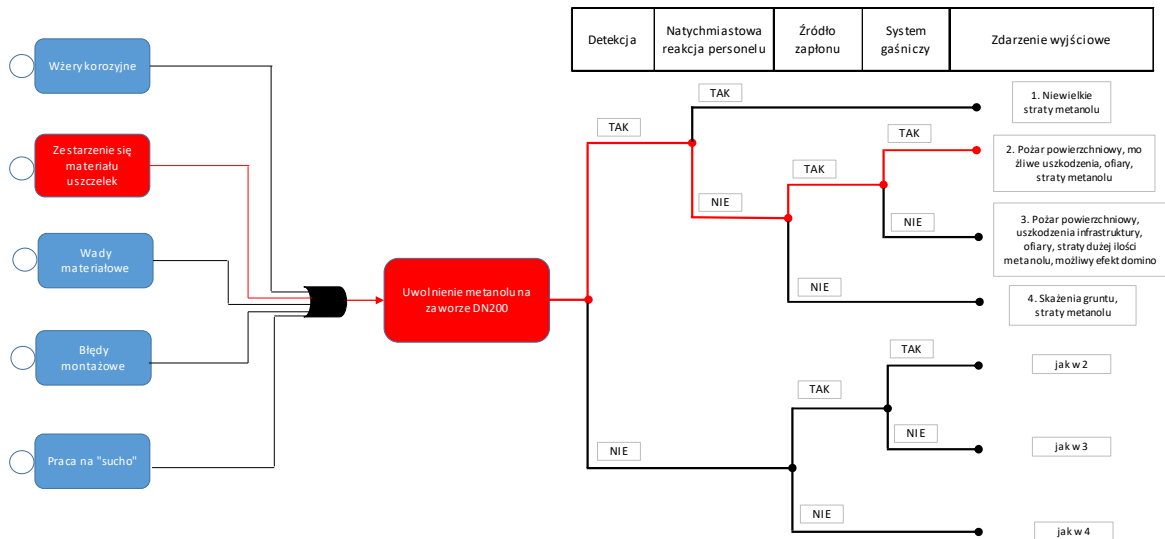 Detekcja
Natychmiastowa
reakcja personelu
Źródło
zapłonu
System
gaśniczy
Zdarzenie wyjściowe
Wżery korozyjne
Zestarzenie się
materiału
uszczelek
Wady
materiałowe
Błędy
montażowe
Praca na "sucho"
Uwolnienie metanolu na
zaworze DN200
TAK
NIE
TAK
NIE
TAK
NIE
TAK
NIE
TAK
NIE
TAK
NIE
1. Niewielkie
straty metanolu
2. Pożar powierzchniowy, mo
żliwe uszkodzenia, ofiary,
straty metanolu
3. Pożar powierzchniowy,
uszkodzenia infrastruktury,
ofiary, straty dużej ilości
metanolu, możliwy efekt domino
4. Skażenia gruntu,
straty metanolu
jak w 2
jak w 3
jak w 4